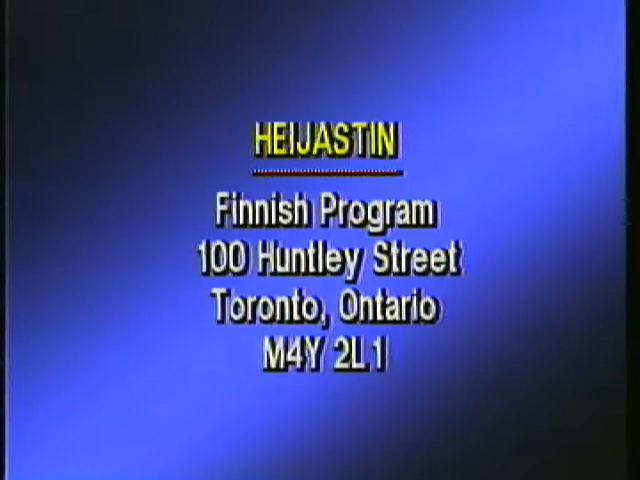 HEIJASTIN
Finnish Program
100 Huntley Street
Toronto, Ontario
M4Y 2L1